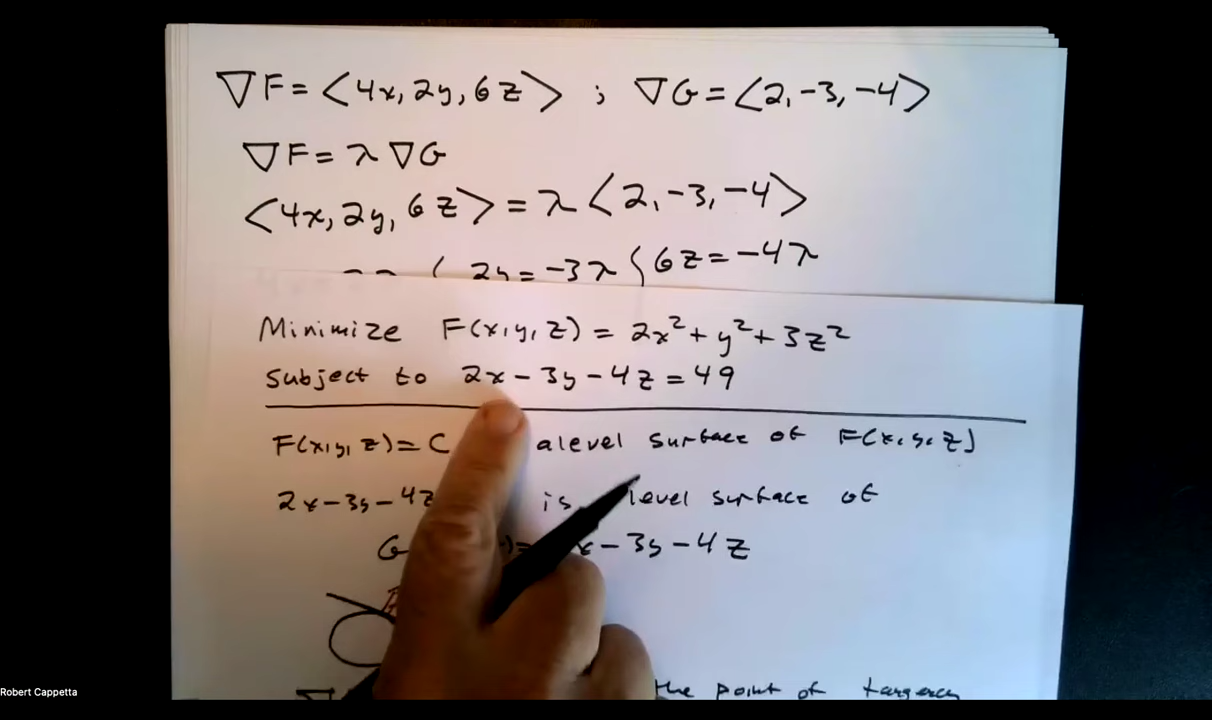 ∇F = <4x, 2y, 6z> ; ∇G = <2, -3, -4>
∇F = λ∇G
<4x, 2y, 6z> = λ<2, -3, -4>
2y = -3λ { 6z = -4λ
Minimize F(x,y,z) = 2x² + y² + 3z²
subject to 2x - 3y - 4z = 49
F(x,y,z) = C a level surface of F(x,y,z)
2x - 3y - 4z is level surface of
G = x - 3y - 4z
the point of tangency
Robert Cappetta